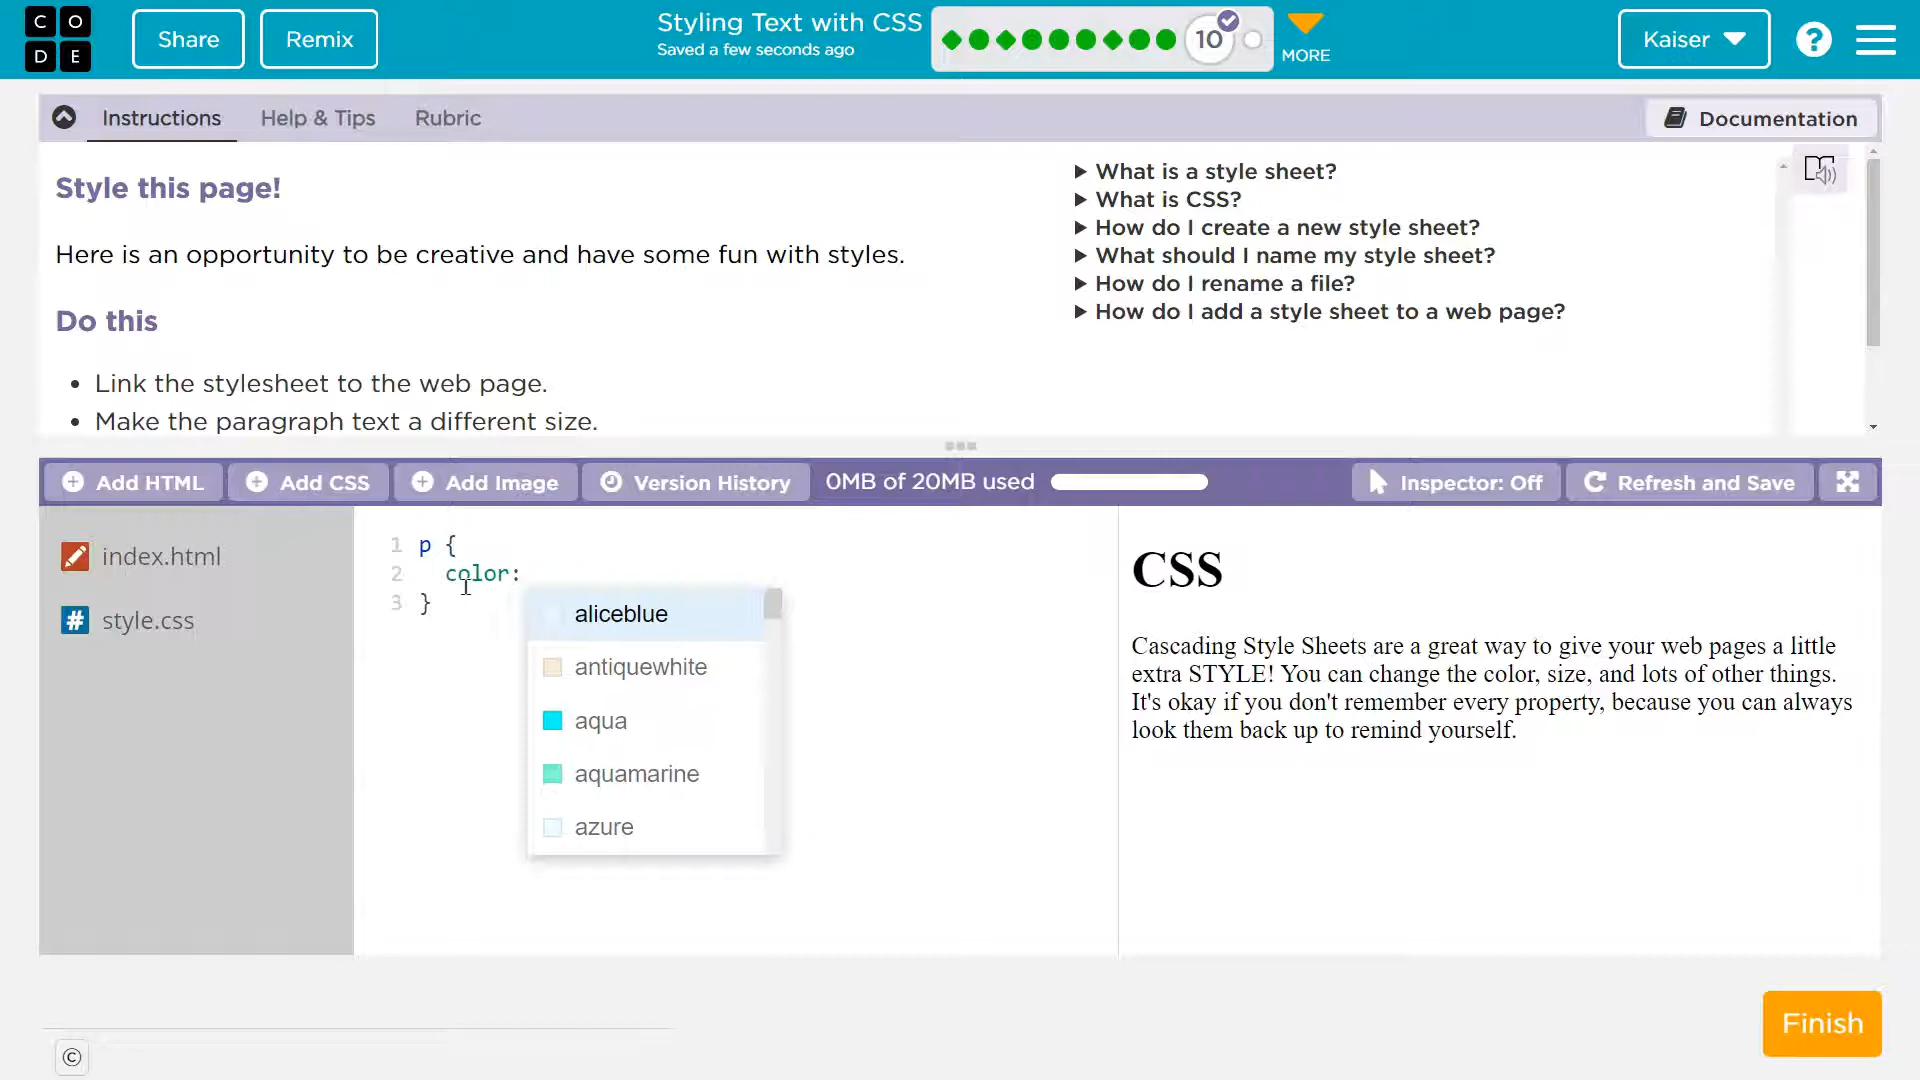 CODE
Share
Remix
Styling Text with CSS
Saved a few seconds ago
10
MORE
Kaiser
?
Instructions
Help & Tips
Rubric
Documentation
Style this page!
Here is an opportunity to be creative and have some fun with styles.
Do this
• Link the stylesheet to the web page.
• Make the paragraph text a different size.
What is a style sheet?
What is CSS?
How do I create a new style sheet?
What should I name my style sheet?
How do I rename a file?
How do I add a style sheet to a web page?
Add HTML
Add CSS
Add Image
Version History
0MB of 20MB used
Inspector: Off
Refresh and Save
index.html
# style.css
1 p {
2 color:
3 }
aliceblue
antiquewhite
aqua
aquamarine
azure
CSS
Cascading Style Sheets are a great way to give your web pages a little
extra STYLE! You can change the color, size, and lots of other things.
It's okay if you don't remember every property, because you can always
look them back up to remind yourself.
Finish
©